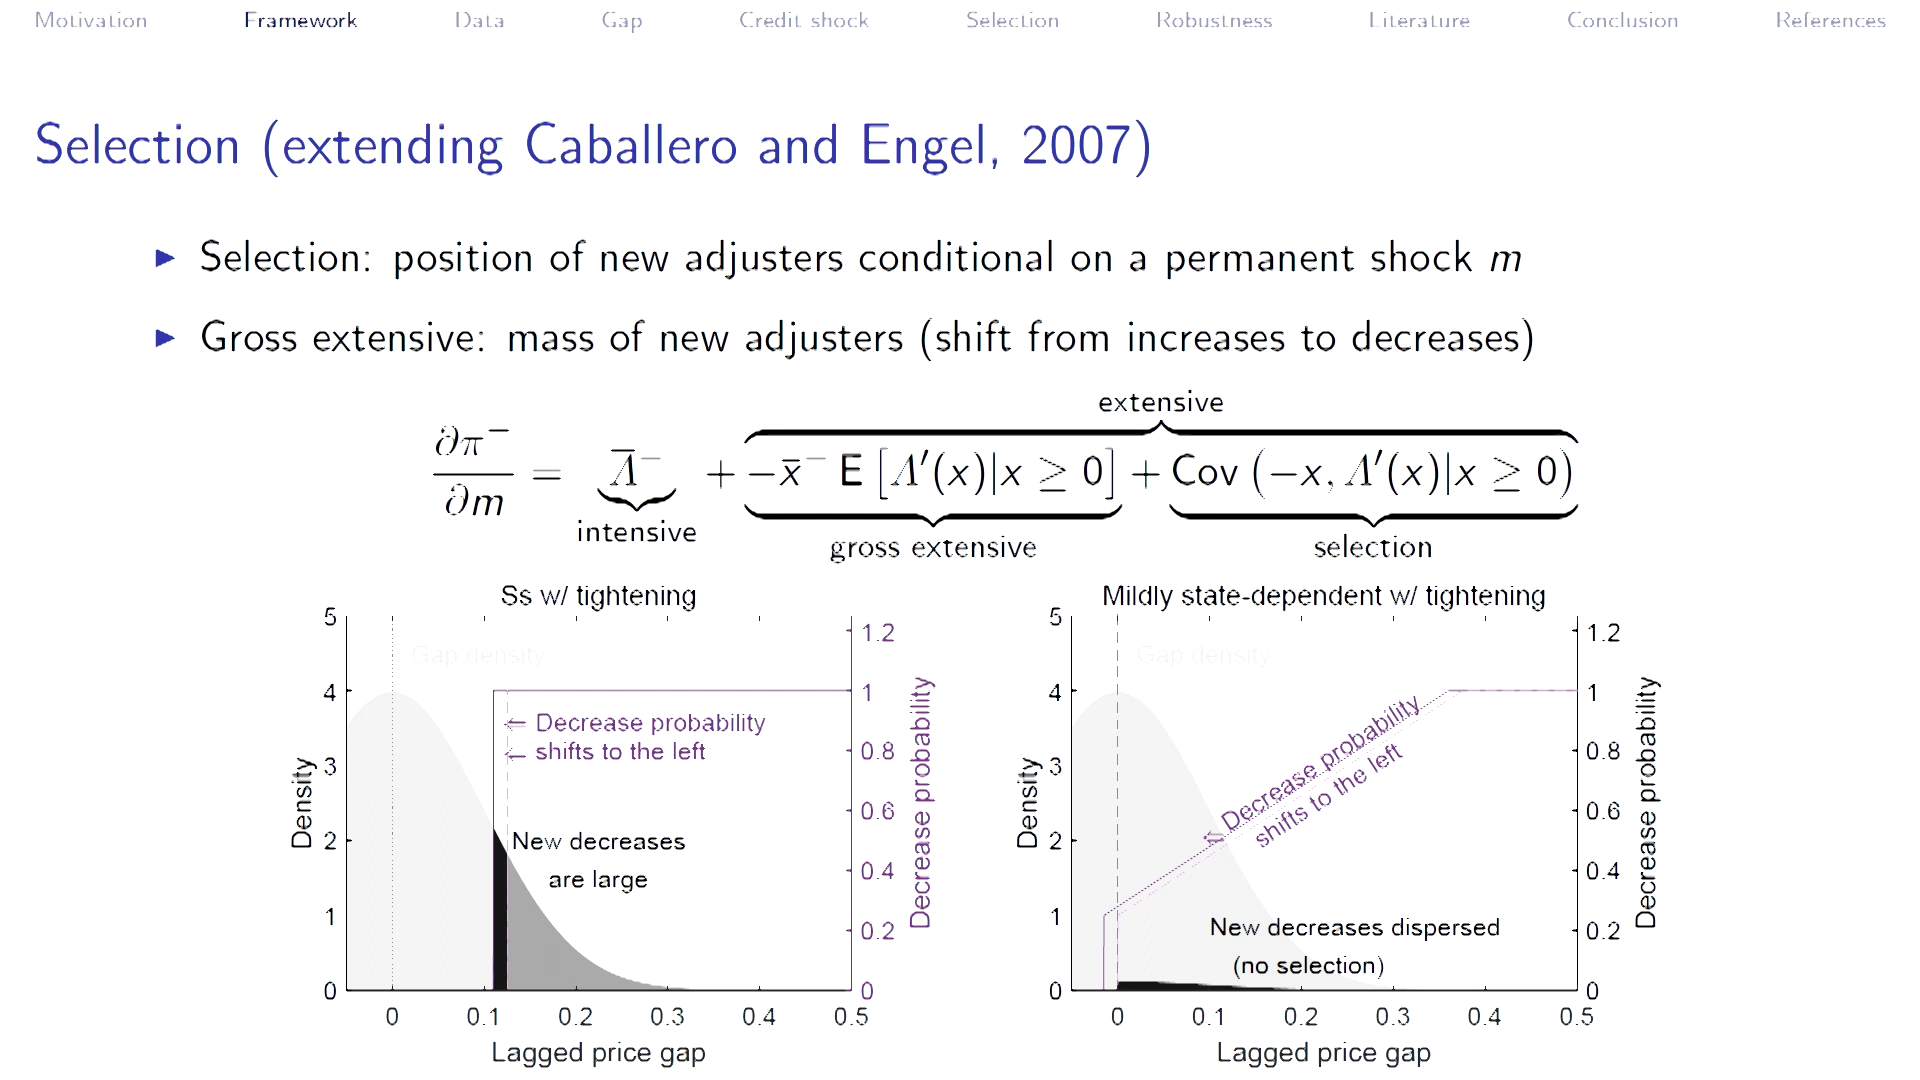 Motivation Framework Data Gap Credit shock Selection Robustness Literature Conclusion References
Selection (extending Caballero and Engel, 2007)
▶ Selection: position of new adjusters conditional on a permanent shock m
▶ Gross extensive: mass of new adjusters (shift from increases to decreases)
extensive
∂π⁻/∂m = Λ̄⁻ + −x̄⁻ E [Λ′(x)|x ≥ 0] + Cov (−x, Λ′(x)|x ≥ 0)
intensive
gross extensive
selection
Ss w/ tightening
Gap density
⇐ Decrease probability
← shifts to the left
New decreases
are large
Density
0 1 2 3 4 5
Decrease probability
0 0.2 0.4 0.6 0.8 1 1.2
0 0.1 0.2 0.3 0.4 0.5
Lagged price gap
Mildly state-dependent w/ tightening
Gap density
⇐ Decrease probability
shifts to the left
New decreases dispersed
(no selection)
Density
0 1 2 3 4 5
Decrease probability
0 0.2 0.4 0.6 0.8 1 1.2
0 0.1 0.2 0.3 0.4 0.5
Lagged price gap